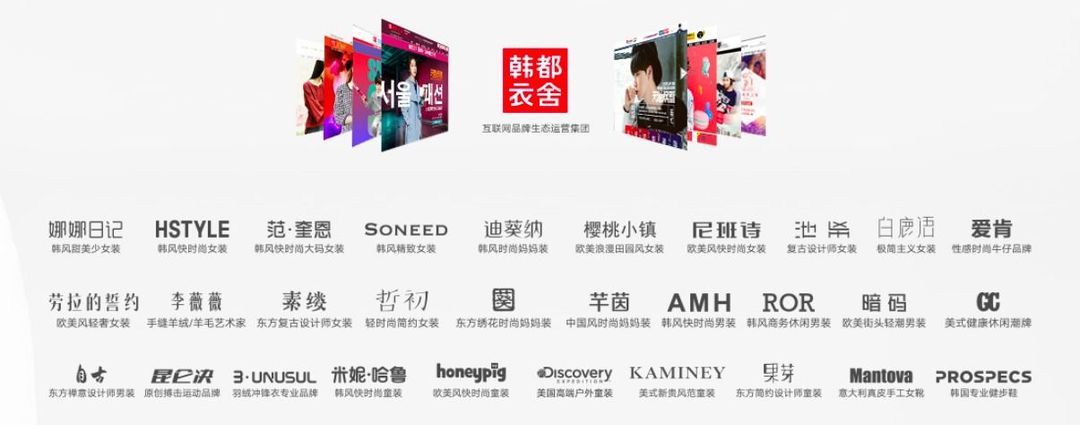 서울 패션
韩都
衣舍
互联网品牌生态运营集团
娜娜日记 HSTYLE 范·奎恩 SONEED 迪葵纳 樱桃小镇 尼班诗 池希 白鹿语 爱肯
韩风甜美少女装 韩风快时尚女装 韩风快时尚大码女装 韩风精致女装 韩风时尚妈妈装 欧美浪漫田园风女装 欧美风快时尚女装 复古设计师女装 极简主义女装 性感时尚牛仔品牌
劳拉的誓约 李薇薇 素缕 哲初 葵 芊茵 AMH ROR 暗码 GC
欧美风轻奢女装 手缝羊绒/羊毛艺术家 东方复古设计师女装 轻时尚简约女装 东方绣花时尚妈妈装 中国风时尚妈妈装 韩风快时尚男装 韩风商务休闲男装 欧美街头轻潮男装 美式健康休闲潮牌
自古 昆仑决 3·UNUSUL 米妮·哈鲁 honeypig Discovery EXPEDITION KAMINEY 果芽 Mantova PROSPECS
东方禅意设计师男装 原创搏击运动品牌 羽绒冲锋衣专业品牌 韩风快时尚童装 欧美风快时尚童装 美国高端户外童装 美式新贵风范童装 东方简约设计师童装 意大利真皮手工女靴 韩国专业健步鞋